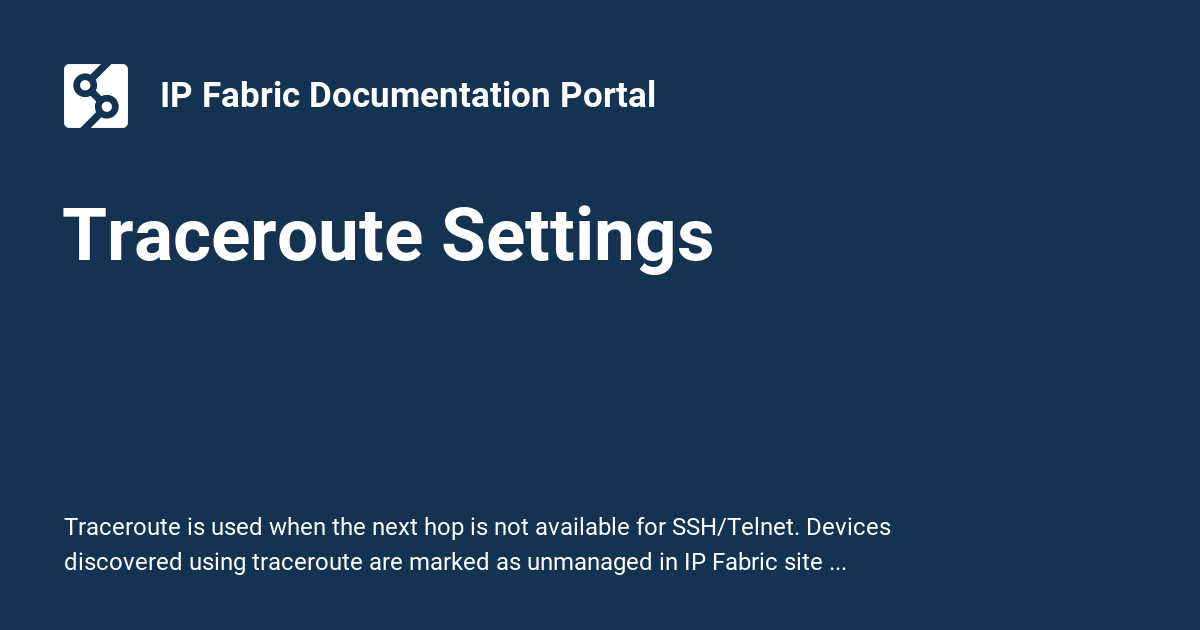 IP Fabric Documentation Portal
Traceroute Settings
Traceroute is used when the next hop is not available for SSH/Telnet. Devices
discovered using traceroute are marked as unmanaged in IP Fabric site ...